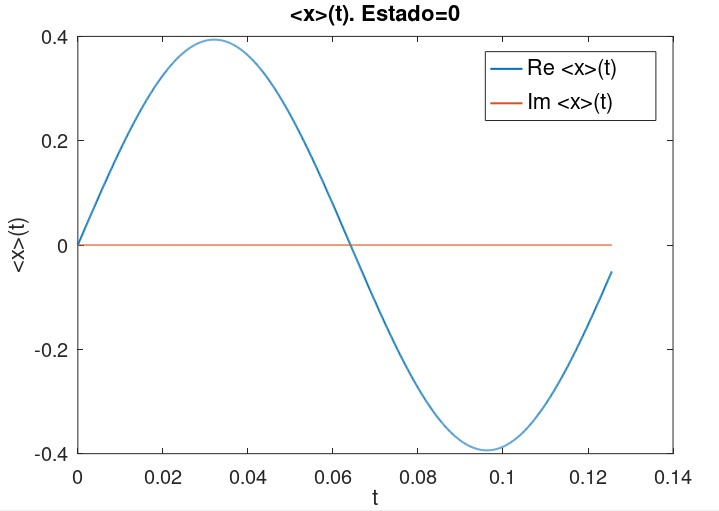 <x>(t). Estado=0
Re <x>(t)
Im <x>(t)
0.4
0.2
0
-0.2
-0.4
<x>(t)
0 0.02 0.04 0.06 0.08 0.1 0.12 0.14
t